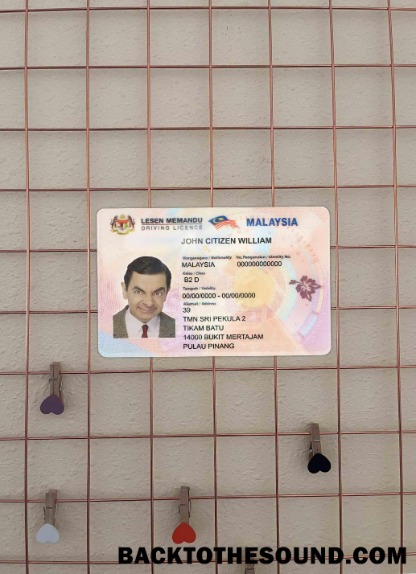 LESEN MEMANDU
DRIVING LICENCE
MALAYSIA
JOHN CITIZEN WILLIAM
Warganegara / Nationality No. Pengenalan / Identity No.
MALAYSIA 000000000000
Kelas / Class
B2 D
Tempoh / Validity
00/00/0000 - 00/00/0000
Alamat / Address
39
TMN SRI PEKULA 2
TIKAM BATU
14000 BUKIT MERTAJAM
PULAU PINANG
BACKTOTHESOUND.COM